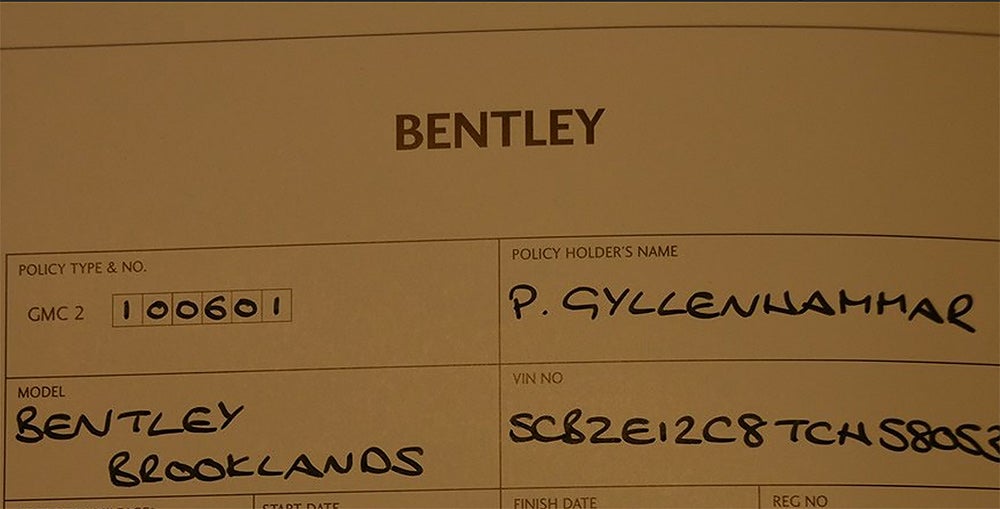 BENTLEY
POLICY TYPE & NO.
GMC 2 100601
POLICY HOLDER'S NAME
P. GYLLENHAMMAR
MODEL
BENTLEY
BROOKLANDS
VIN NO
START DATE
FINISH DATE
REG NO